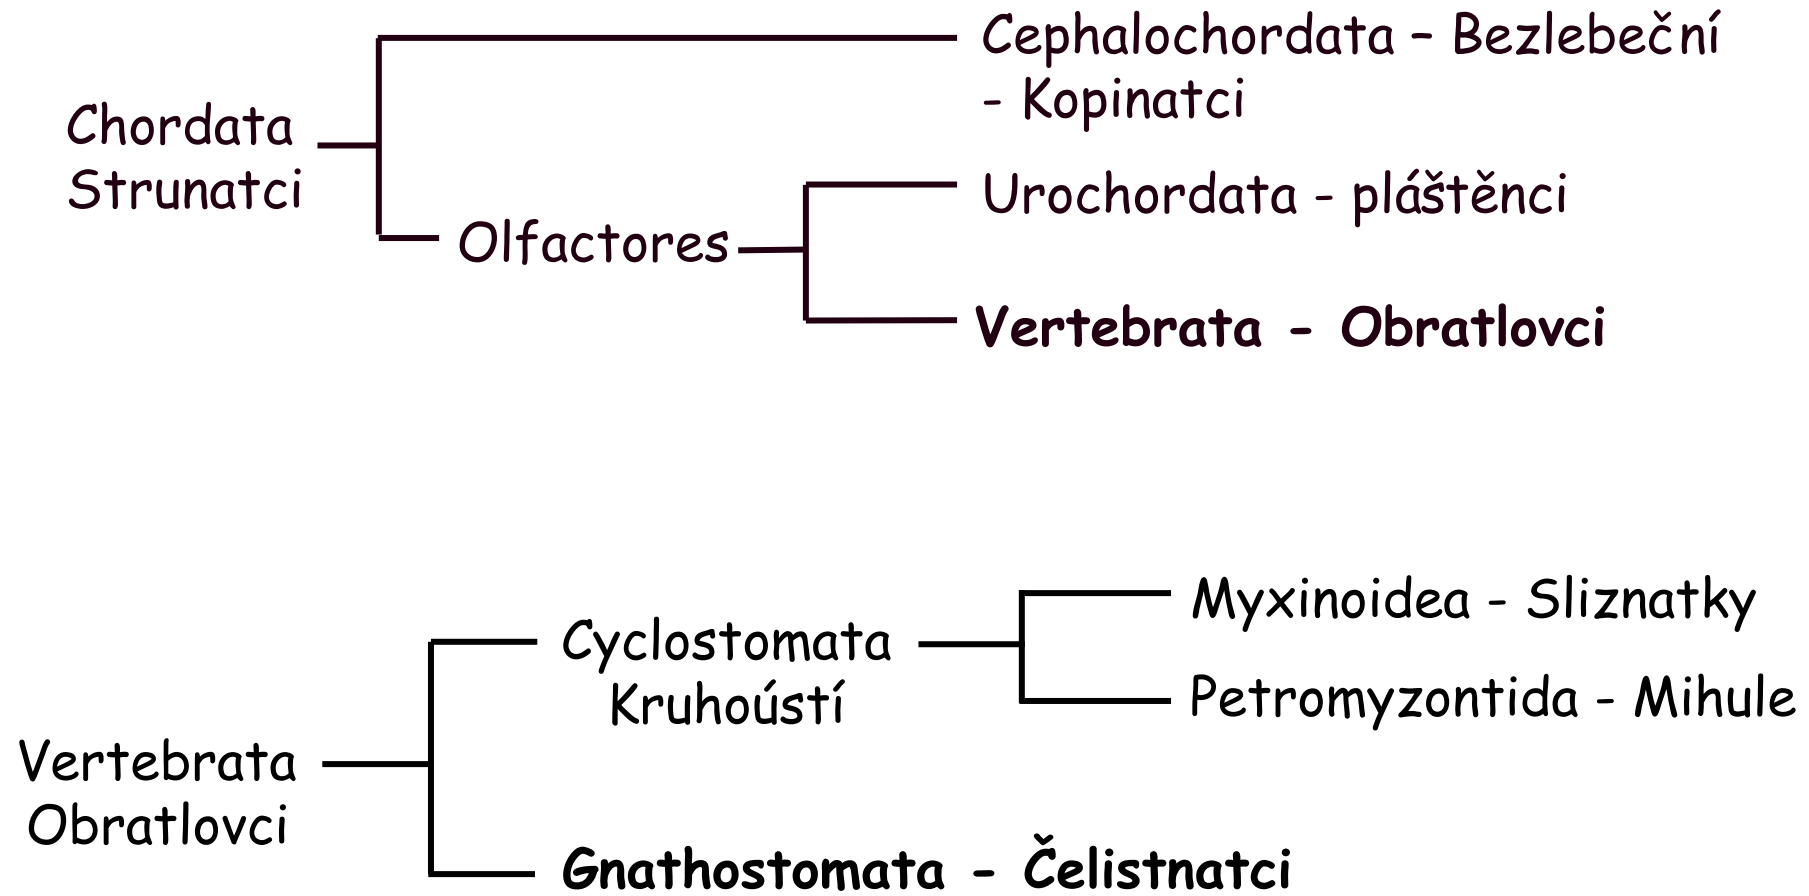 Cephalochordata – Bezlebeční
- Kopinatci
Chordata
Strunatci
Urochordata - pláštěnci
Olfactores
Vertebrata - Obratlovci
Myxinoidea - Sliznatky
Cyclostomata
Kruhoústí
Petromyzontida - Mihule
Vertebrata
Obratlovci
Gnathostomata - Čelistnatci